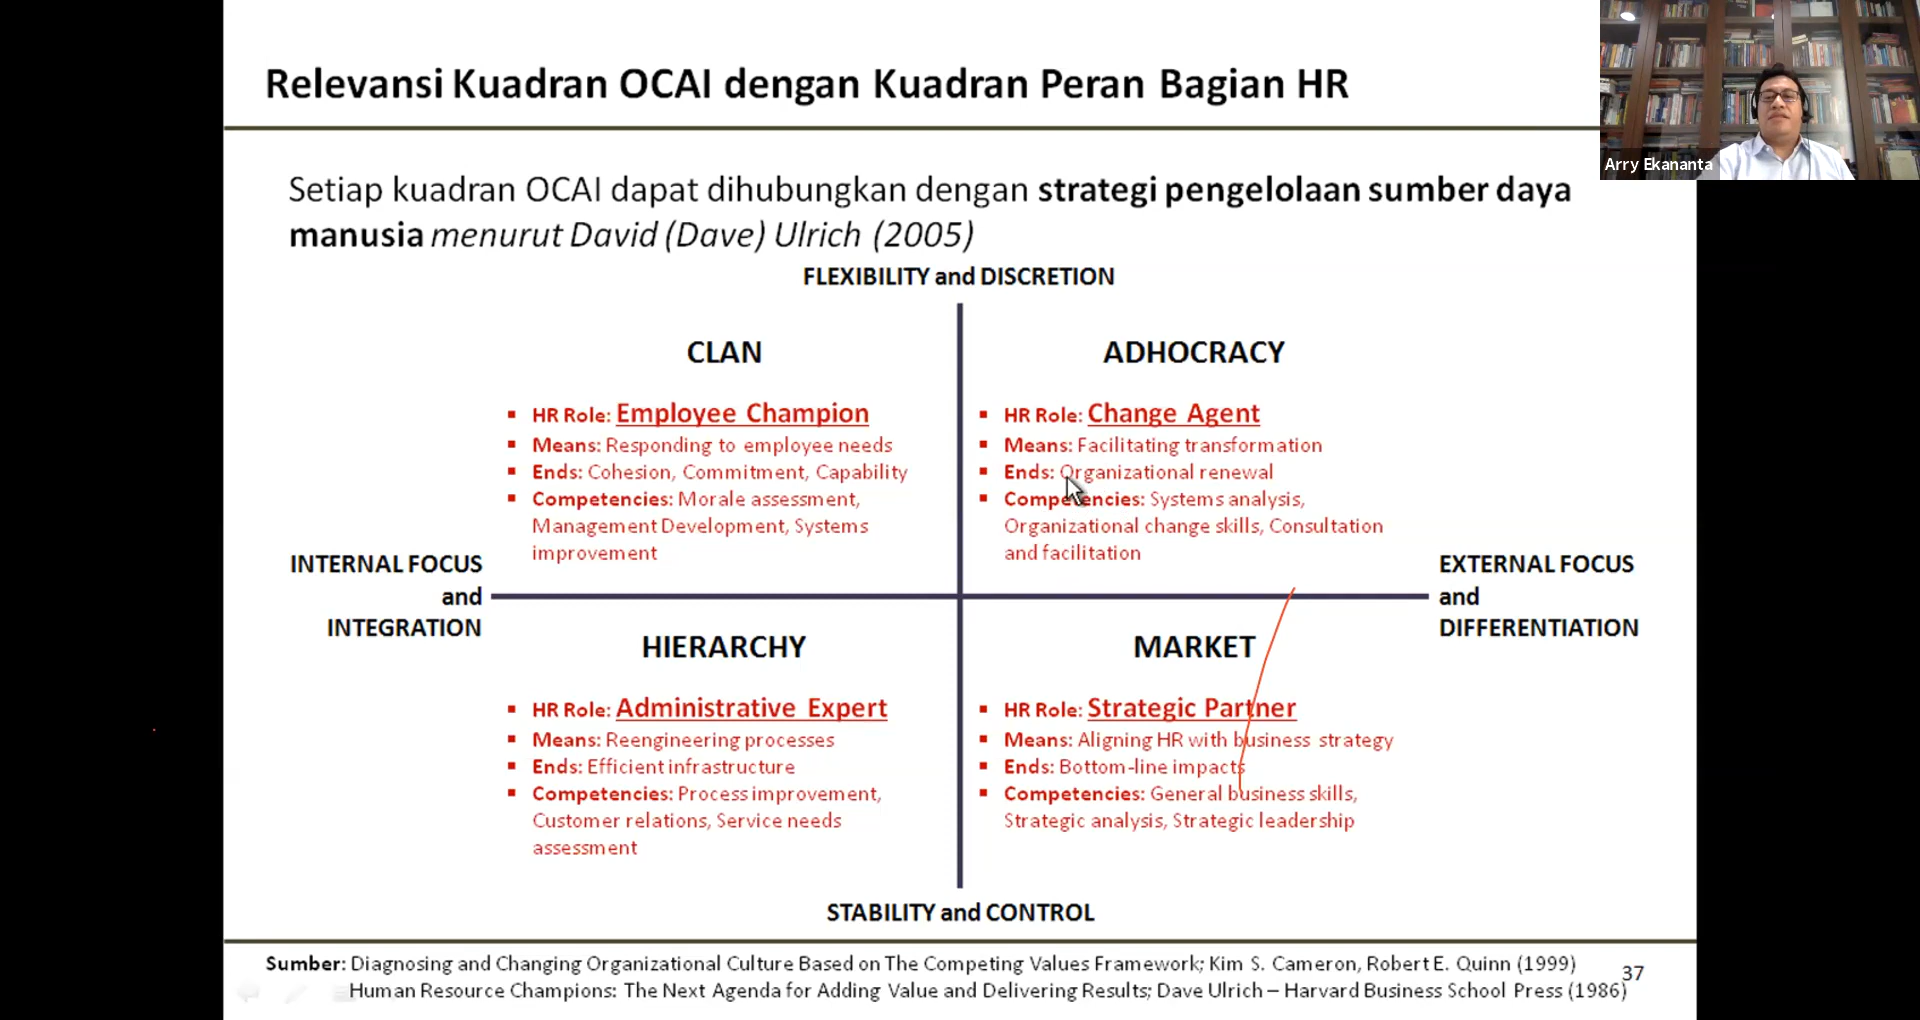 Relevansi Kuadran OCAI dengan Kuadran Peran Bagian HR
Arry Ekananta
Setiap kuadran OCAI dapat dihubungkan dengan strategi pengelolaan sumber daya
manusia menurut David (Dave) Ulrich (2005)
FLEXIBILITY and DISCRETION
CLAN
▪ HR Role: Employee Champion
▪ Means: Responding to employee needs
▪ Ends: Cohesion, Commitment, Capability
▪ Competencies: Morale assessment,
Management Development, Systems
improvement
ADHOCRACY
▪ HR Role: Change Agent
▪ Means: Facilitating transformation
▪ Ends: Organizational renewal
▪ Competencies: Systems analysis,
Organizational change skills, Consultation
and facilitation
INTERNAL FOCUS
and
INTEGRATION
EXTERNAL FOCUS
and
DIFFERENTIATION
HIERARCHY
▪ HR Role: Administrative Expert
▪ Means: Reengineering processes
▪ Ends: Efficient infrastructure
▪ Competencies: Process improvement,
Customer relations, Service needs
assessment
MARKET
▪ HR Role: Strategic Partner
▪ Means: Aligning HR with business strategy
▪ Ends: Bottom-line impacts
▪ Competencies: General business skills,
Strategic analysis, Strategic leadership
STABILITY and CONTROL
Sumber: Diagnosing and Changing Organizational Culture Based on The Competing Values Framework; Kim S. Cameron, Robert E. Quinn (1999)
Human Resource Champions: The Next Agenda for Adding Value and Delivering Results; Dave Ulrich – Harvard Business School Press (1986)
37